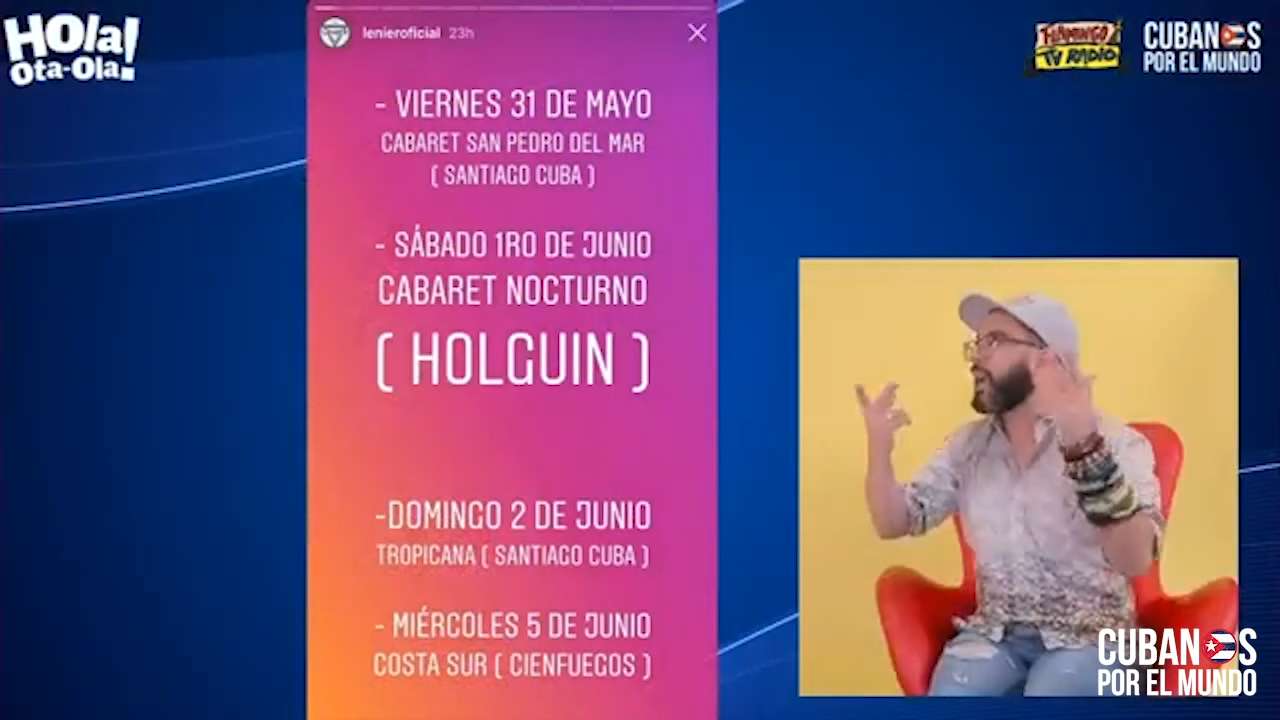 HOla!
Ota-Ola!
lenieroficial 23h
- VIERNES 31 DE MAYO
CABARET SAN PEDRO DEL MAR
( SANTIAGO CUBA )
- SÁBADO 1RO DE JUNIO
CABARET NOCTURNO
( HOLGUIN )
-DOMINGO 2 DE JUNIO
TROPICANA ( SANTIAGO CUBA )
- MIÉRCOLES 5 DE JUNIO
COSTA SUR ( CIENFUEGOS )
FLAMINGO
TV RADIO
CUBANOS
POR EL MUNDO
CUBANOS
POR EL MUNDO